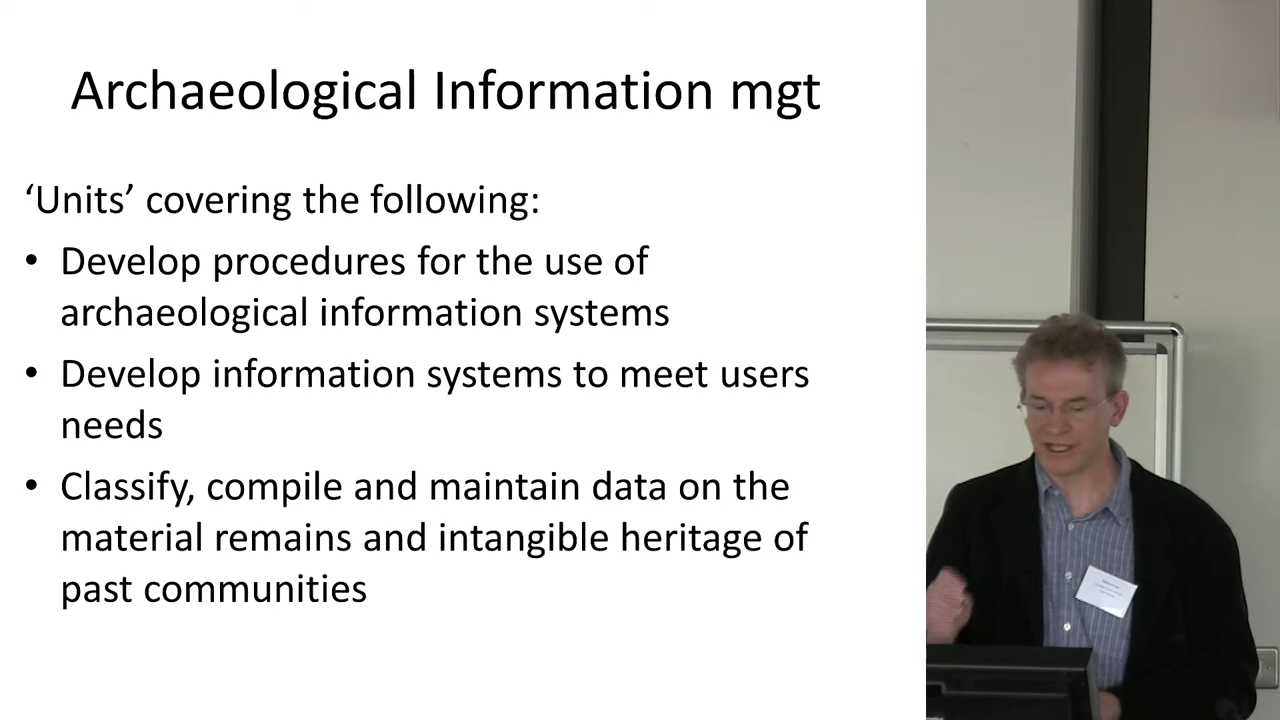 Archaeological Information mgt
‘Units’ covering the following:
• Develop procedures for the use of
archaeological information systems
• Develop information systems to meet users
needs
• Classify, compile and maintain data on the
material remains and intangible heritage of
past communities